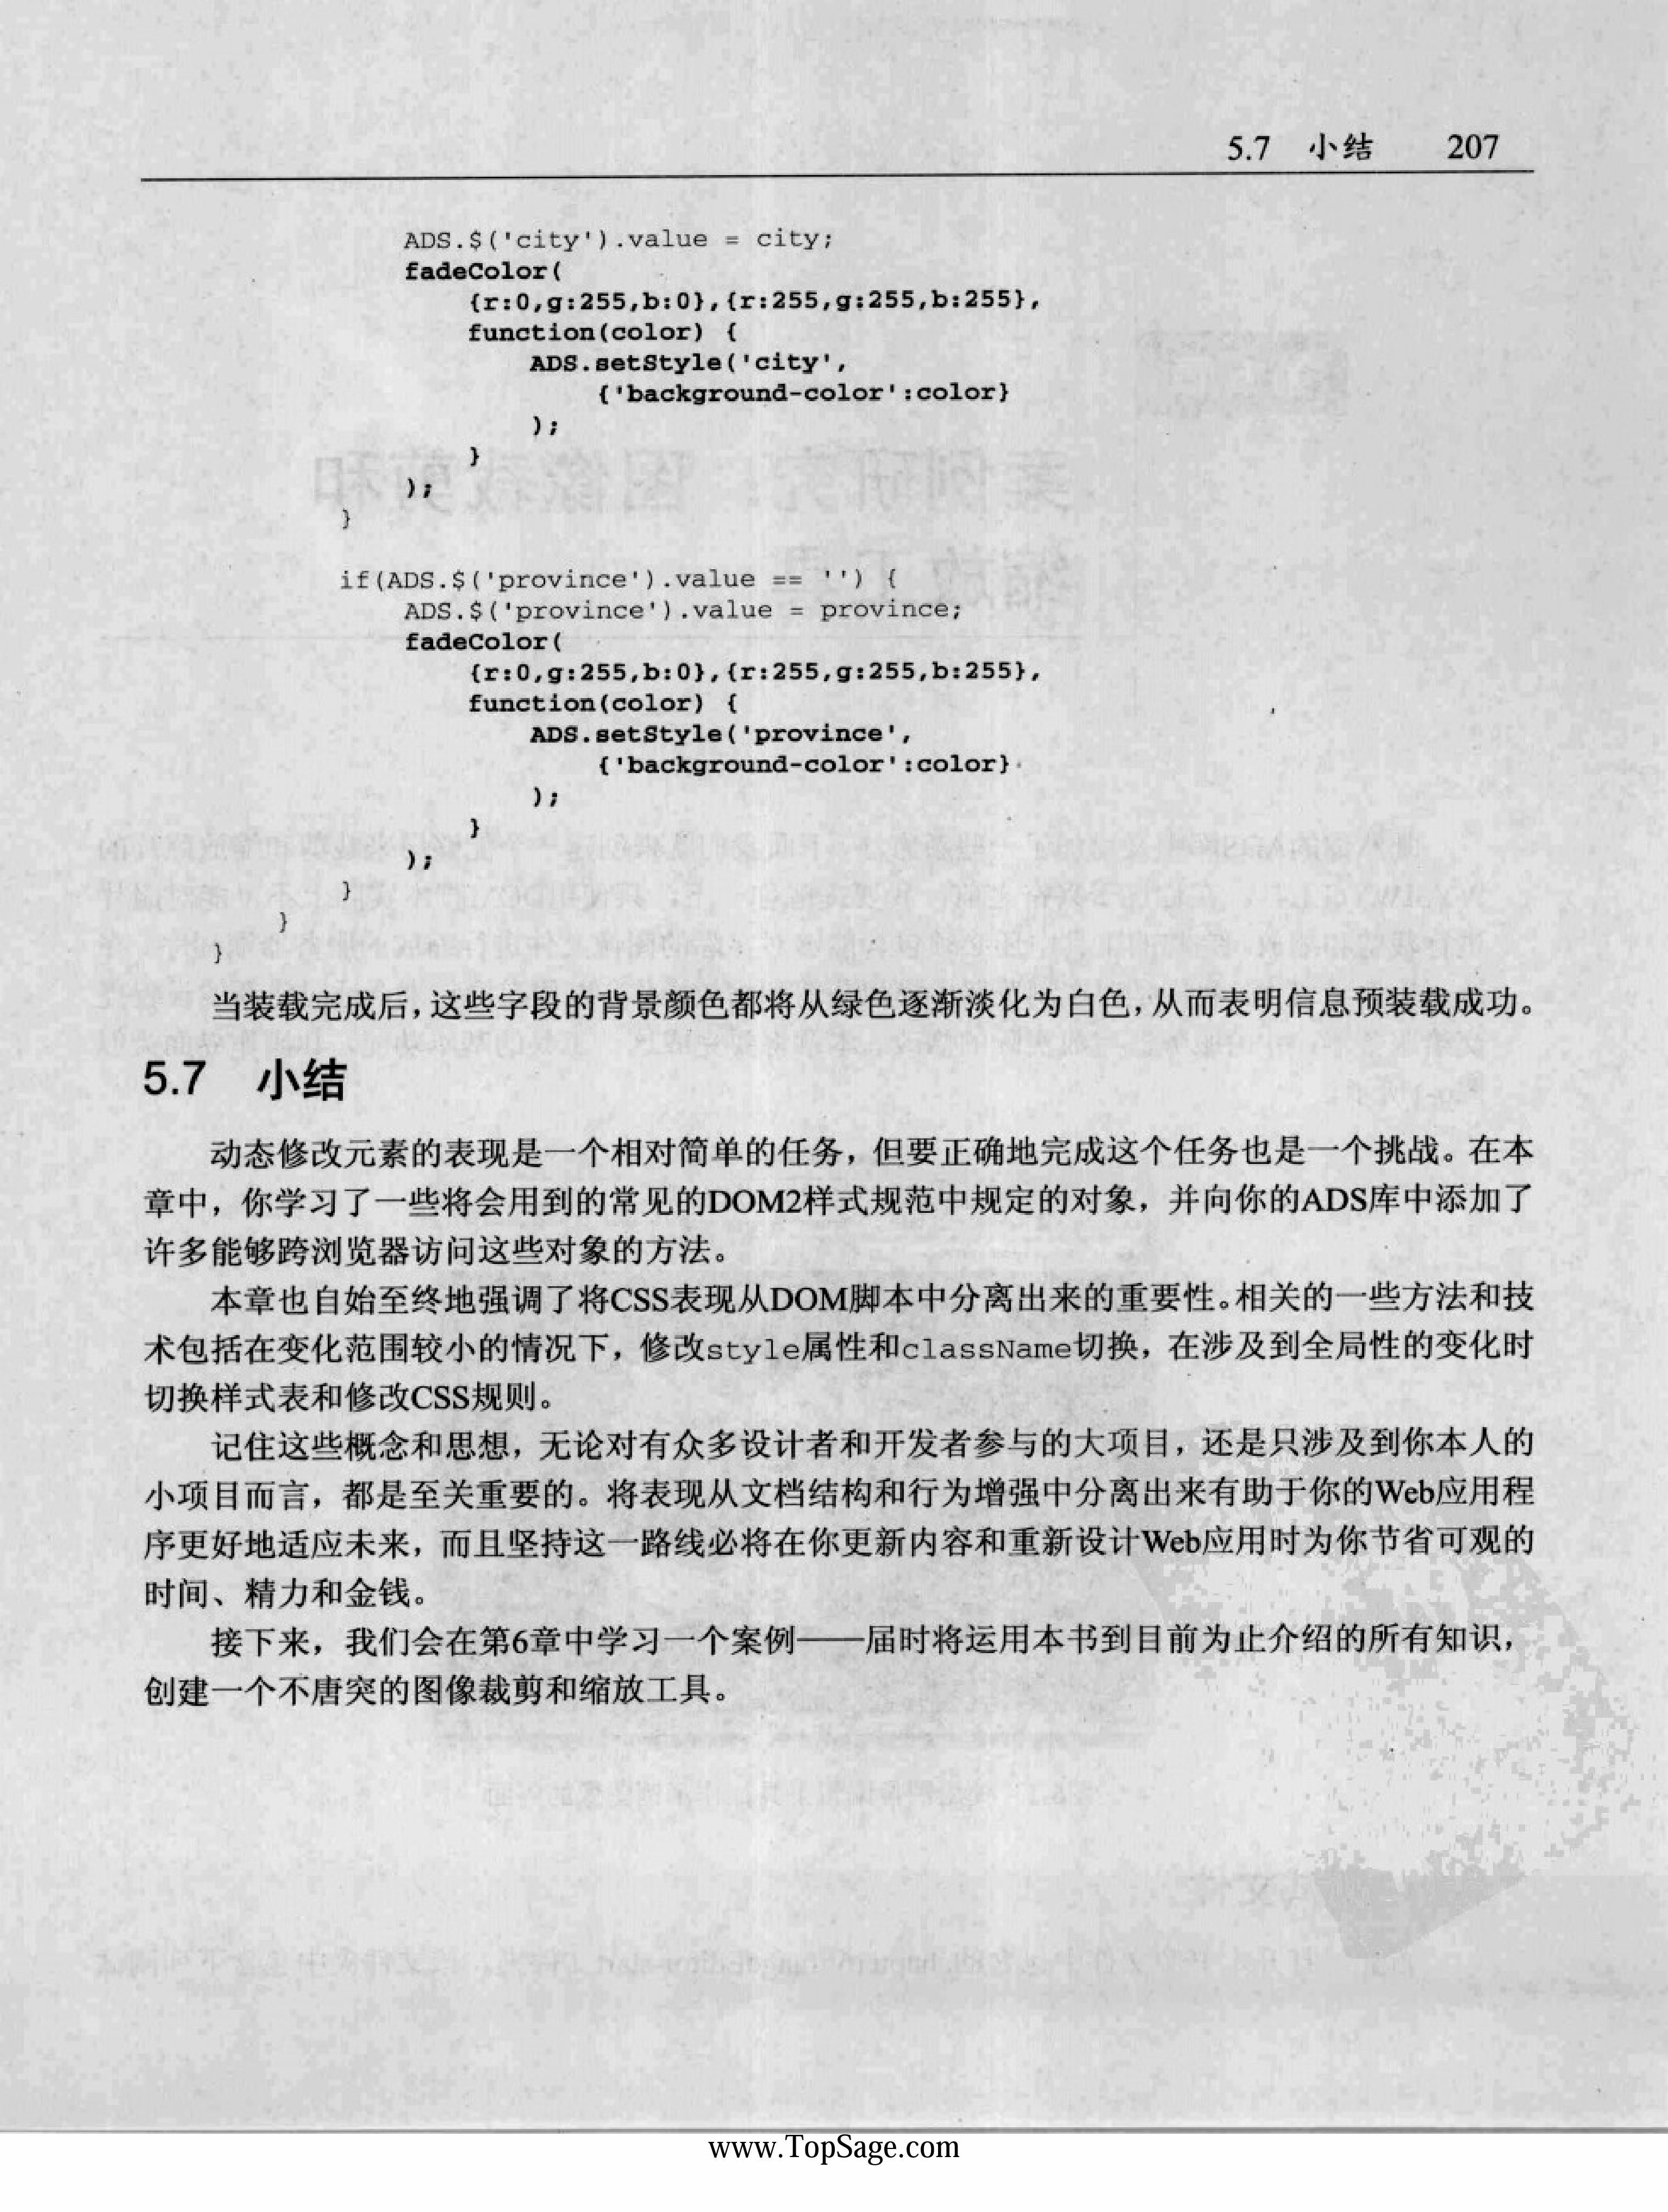 5.7 小结 207
ADS.$('city').value = city;
fadeColor(
{r:0,g:255,b:0},{r:255,g:255,b:255},
function(color) {
ADS.setStyle('city',
{'background-color':color}
);
}
);
}
if(ADS.$('province').value == '') {
ADS.$('province').value = province;
fadeColor(
{r:0,g:255,b:0},{r:255,g:255,b:255},
function(color) {
ADS.setStyle('province',
{'background-color':color}
);
}
);
}
}
}
当装载完成后，这些字段的背景颜色都将从绿色逐渐淡化为白色，从而表明信息预装载成功。
5.7 小结
动态修改元素的表现是一个相对简单的任务，但要正确地完成这个任务也是一个挑战。在本
章中，你学习了一些将会用到的常见的DOM2样式规范中规定的对象，并向你的ADS库中添加了
许多能够跨浏览器访问这些对象的方法。
本章也自始至终地强调了将CSS表现从DOM脚本中分离出来的重要性。相关的一些方法和技
术包括在变化范围较小的情况下，修改style属性和className切换，在涉及到全局性的变化时
切换样式表和修改CSS规则。
记住这些概念和思想，无论对有众多设计者和开发者参与的大项目，还是只涉及到你本人的
小项目而言，都是至关重要的。将表现从文档结构和行为增强中分离出来有助于你的Web应用程
序更好地适应未来，而且坚持这一路线必将在你更新内容和重新设计Web应用时为你节省可观的
时间、精力和金钱。
接下来，我们会在第6章中学习一个案例——届时将运用本书到目前为止介绍的所有知识，
创建一个不唐突的图像裁剪和缩放工具。
www.TopSage.com